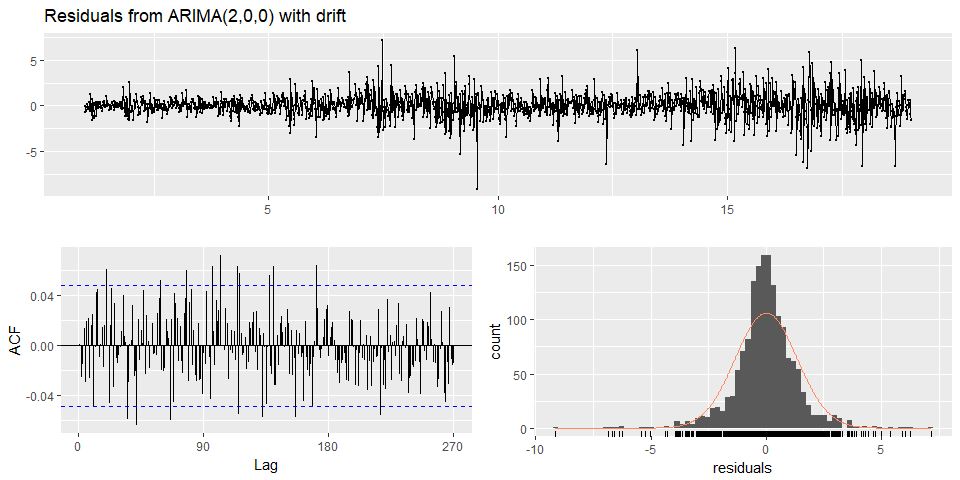 Residuals from ARIMA(2,0,0) with drift
5
0
-5
5 10 15
0.04
0.00
-0.04
ACF
0 90 180 270
Lag
150
100
50
0
count
-10 -5 0 5
residuals